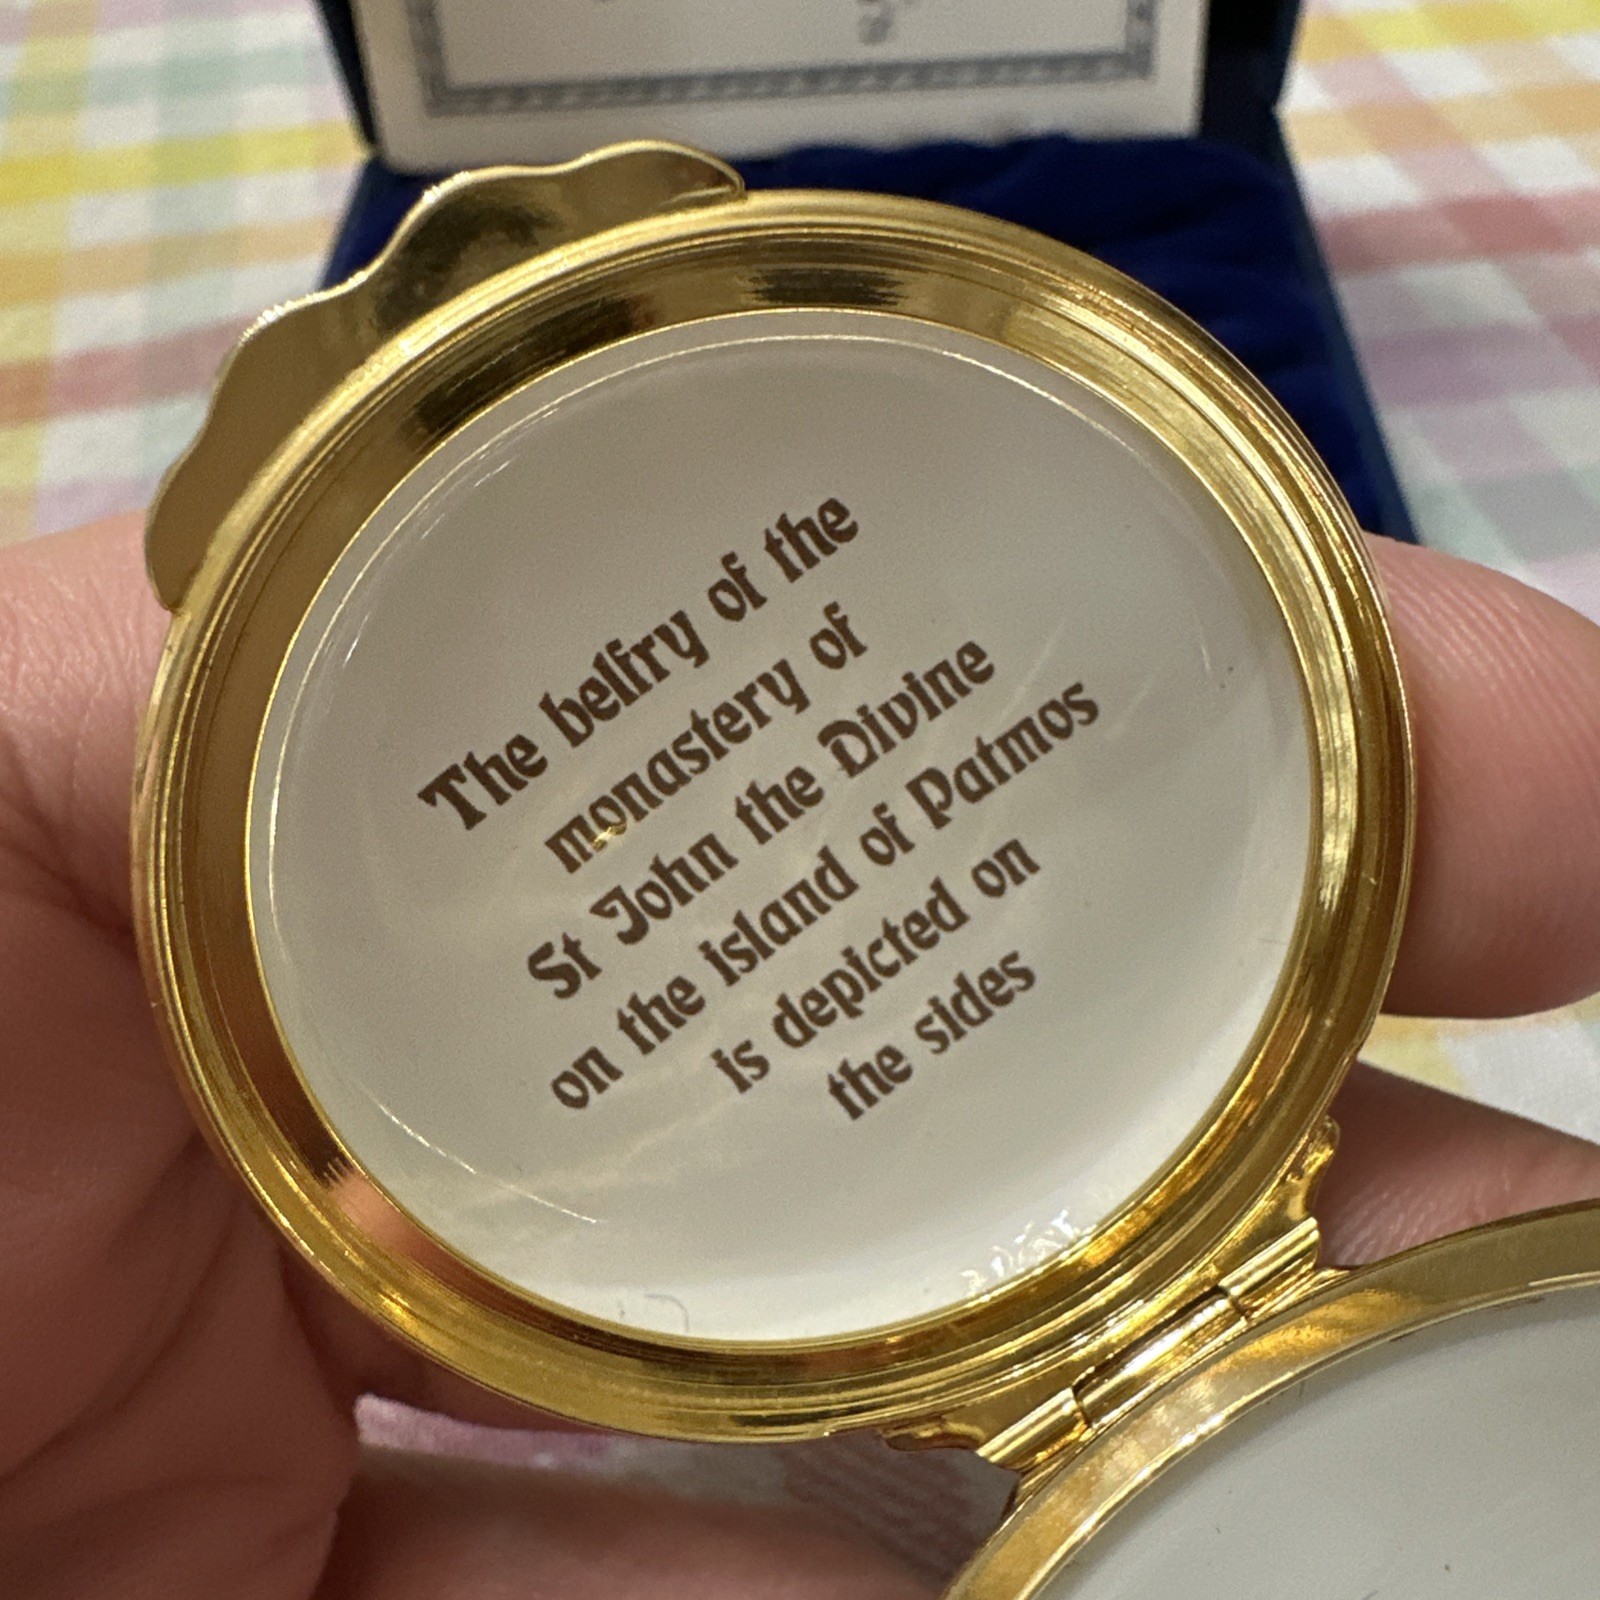 The belfry of the
monastery of
St John the Divine
on the island of Patmos
is depicted on
the sides